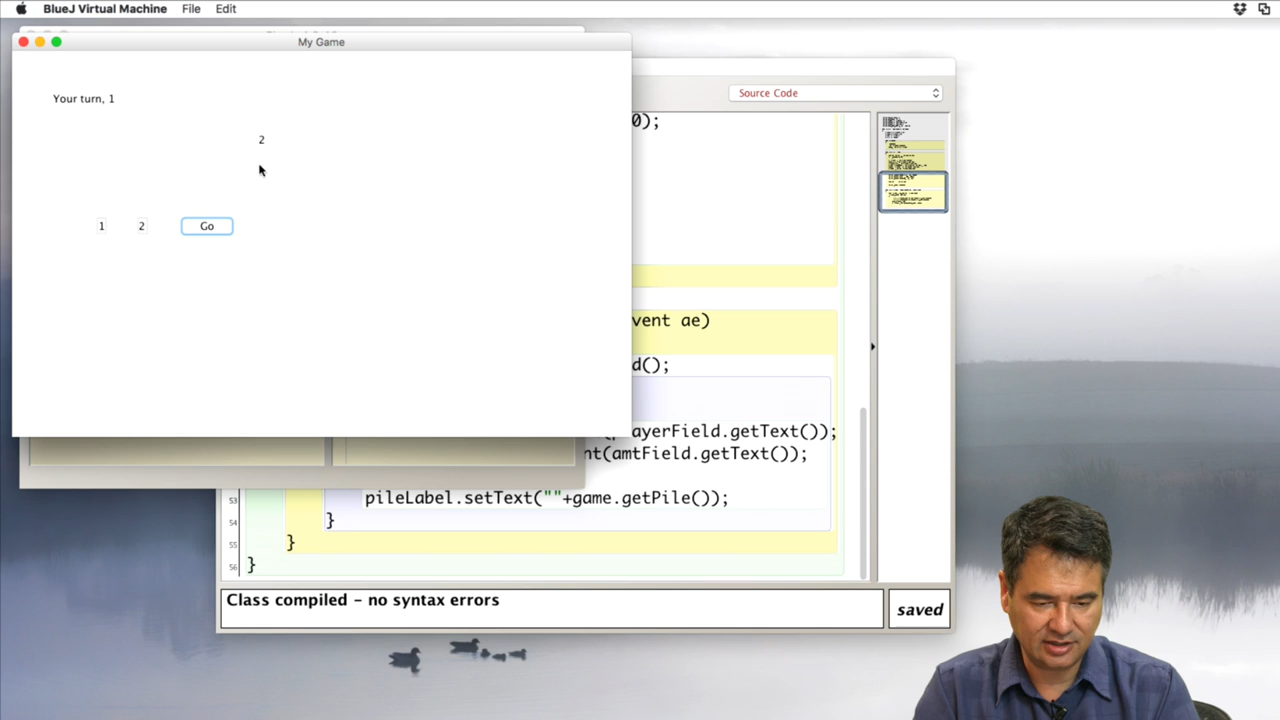 BlueJ Virtual Machine File Edit
My Game
Your turn, 1
2
1 2 Go
Source Code
0);
vent ae)
d();
ayerField.getText());
nt(amtField.getText());
53 pileLabel.setText(""+game.getPile());
54 }
55 }
56 }
Class compiled – no syntax errors
saved